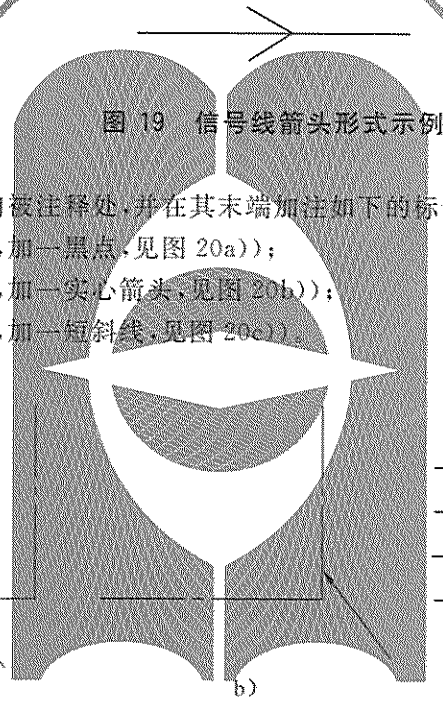 图 19 信号线箭头形式示例
被注释处，并在其末端加注如下的标
加一黑点，见图 20a)）；
加一实心箭头，见图 20b)）；
加一短斜线，见图 20c)）。
b)